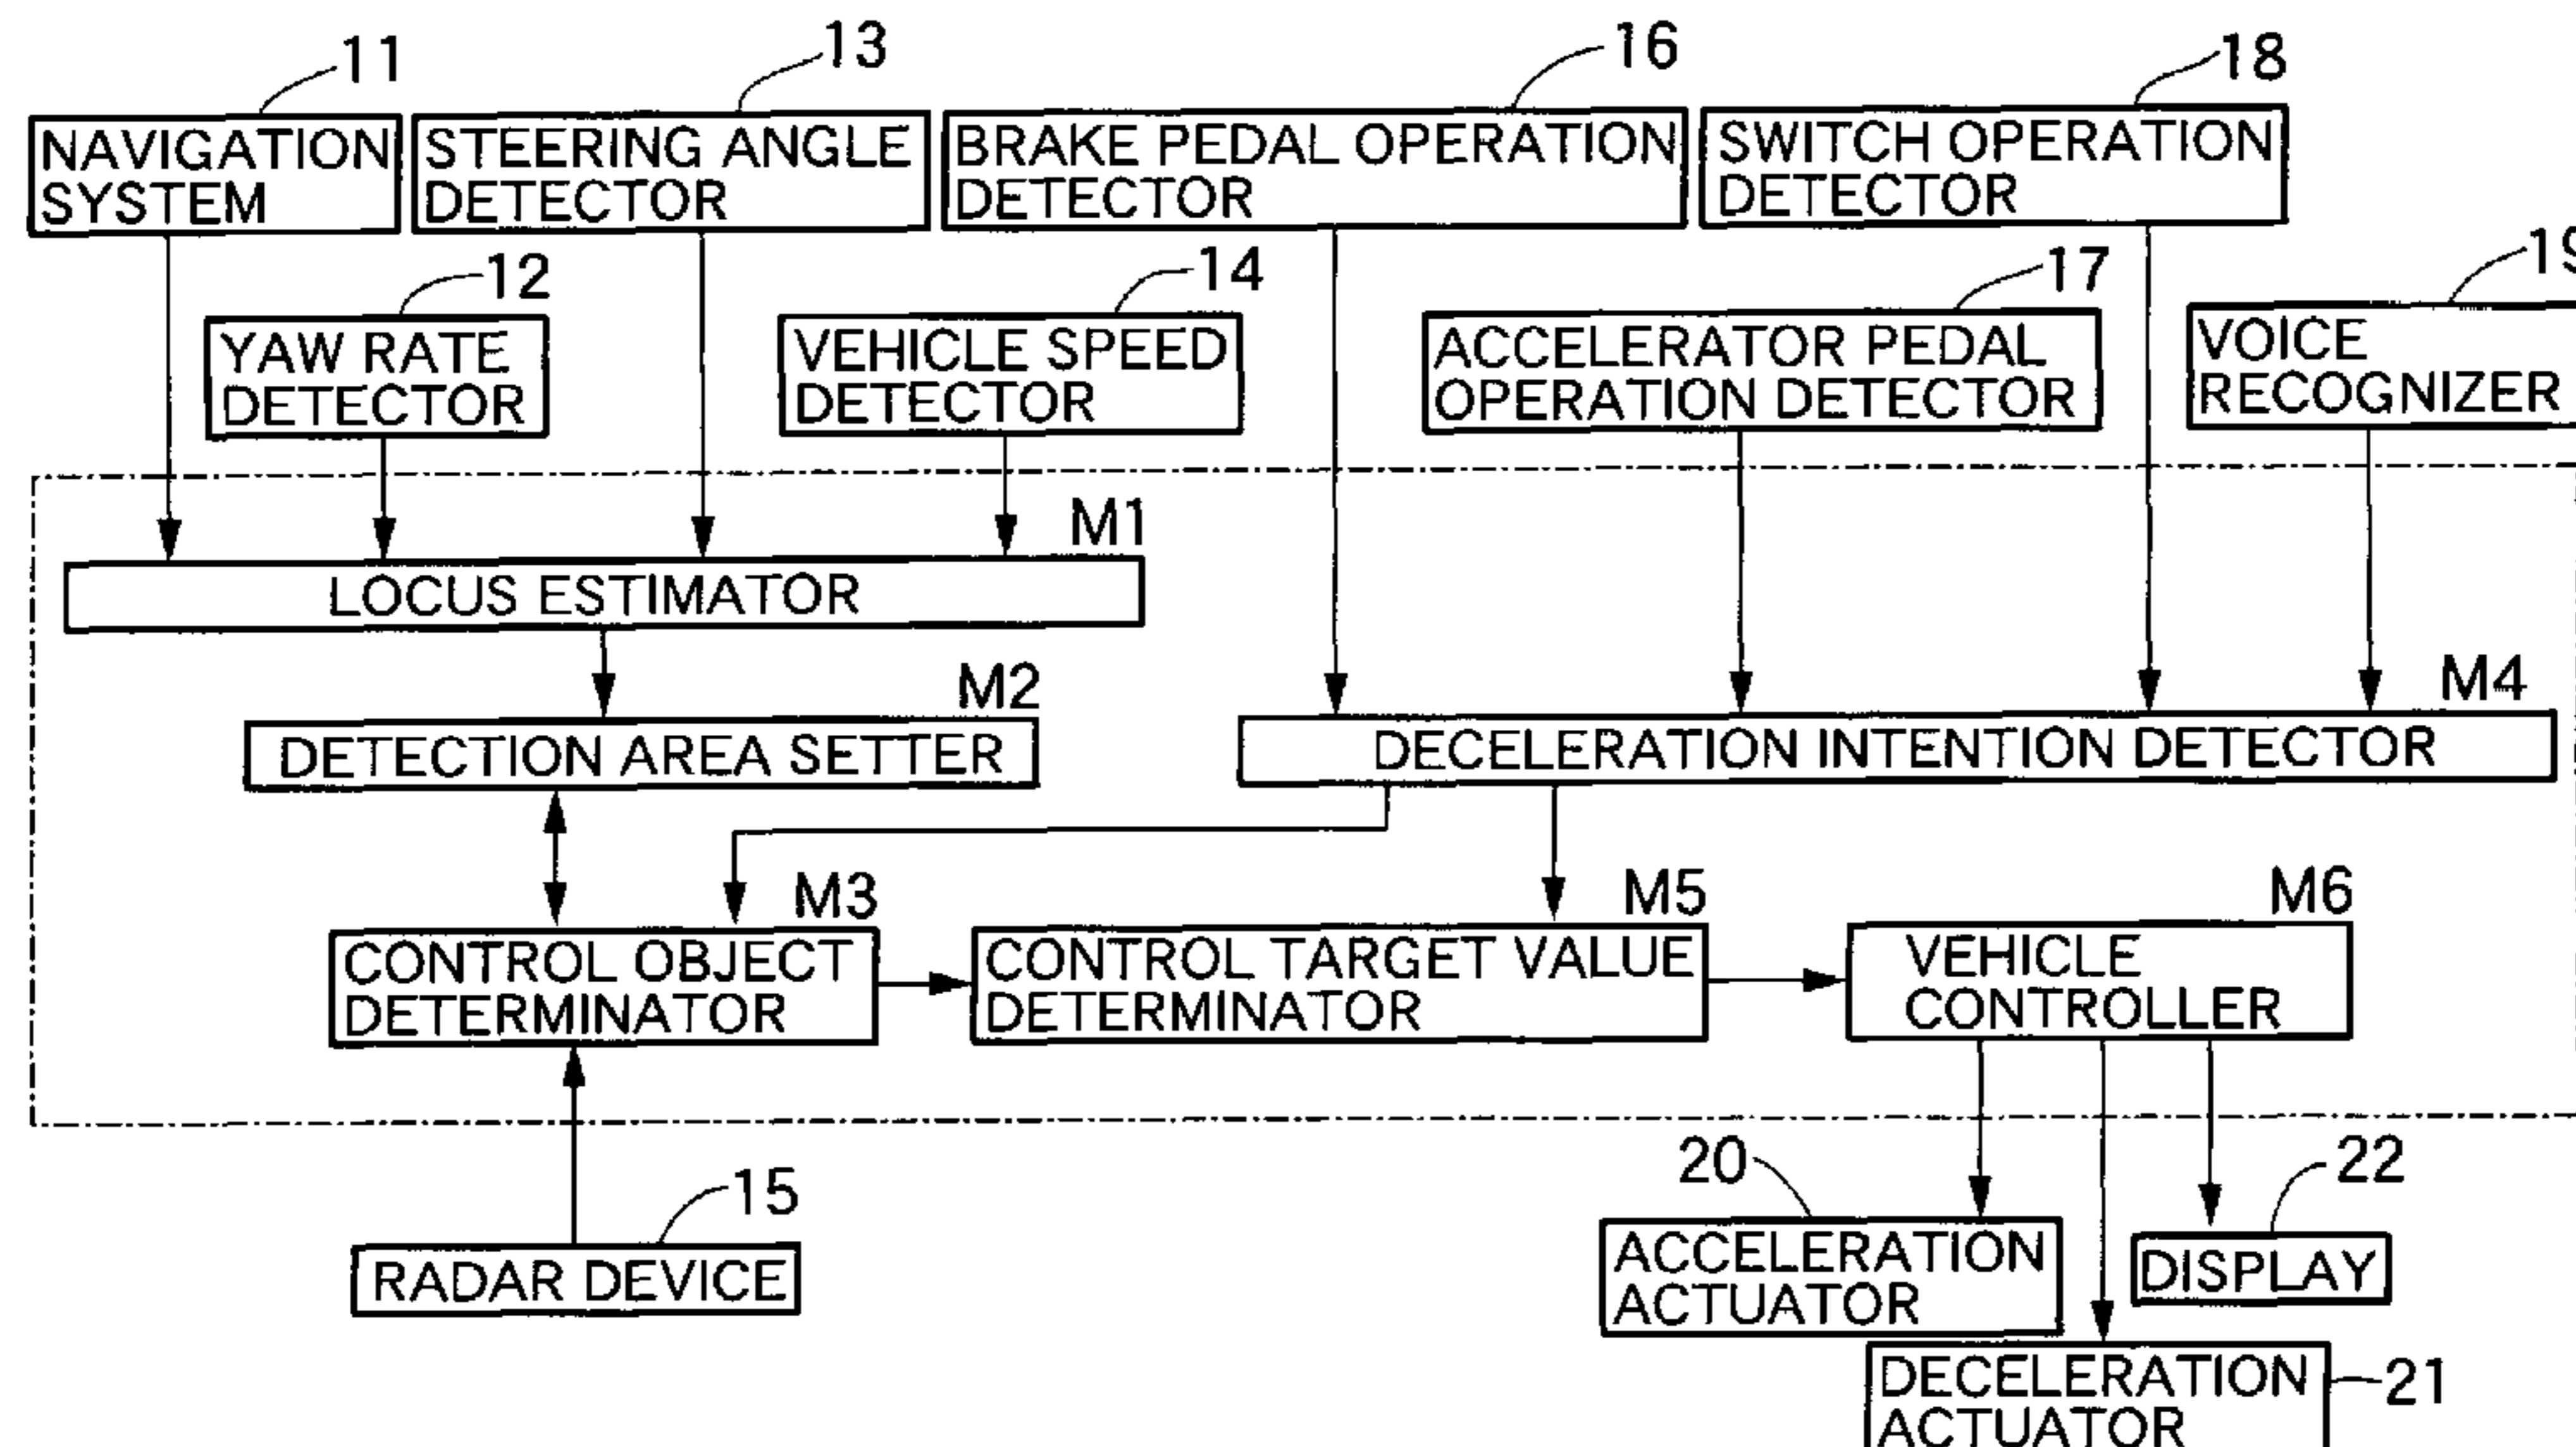 11
13
16
18
NAVIGATION
SYSTEM
STEERING ANGLE
DETECTOR
BRAKE PEDAL OPERATION
DETECTOR
SWITCH OPERATION
DETECTOR
12
14
17
19
YAW RATE
DETECTOR
VEHICLE SPEED
DETECTOR
ACCELERATOR PEDAL
OPERATION DETECTOR
VOICE
RECOGNIZER
M1
LOCUS ESTIMATOR
M2
DETECTION AREA SETTER
M4
DECELERATION INTENTION DETECTOR
M3
CONTROL OBJECT
DETERMINATOR
M5
CONTROL TARGET VALUE
DETERMINATOR
M6
VEHICLE
CONTROLLER
15
RADAR DEVICE
20
ACCELERATION
ACTUATOR
22
DISPLAY
DECELERATION
ACTUATOR
21